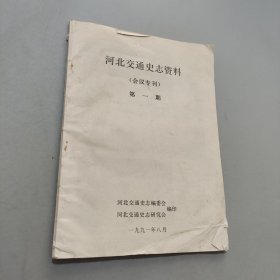 河北交通史志资料
（会议专刊）
第一期
河北交通史志编委会
河北交通史志研究会
编印
一九九一年八月